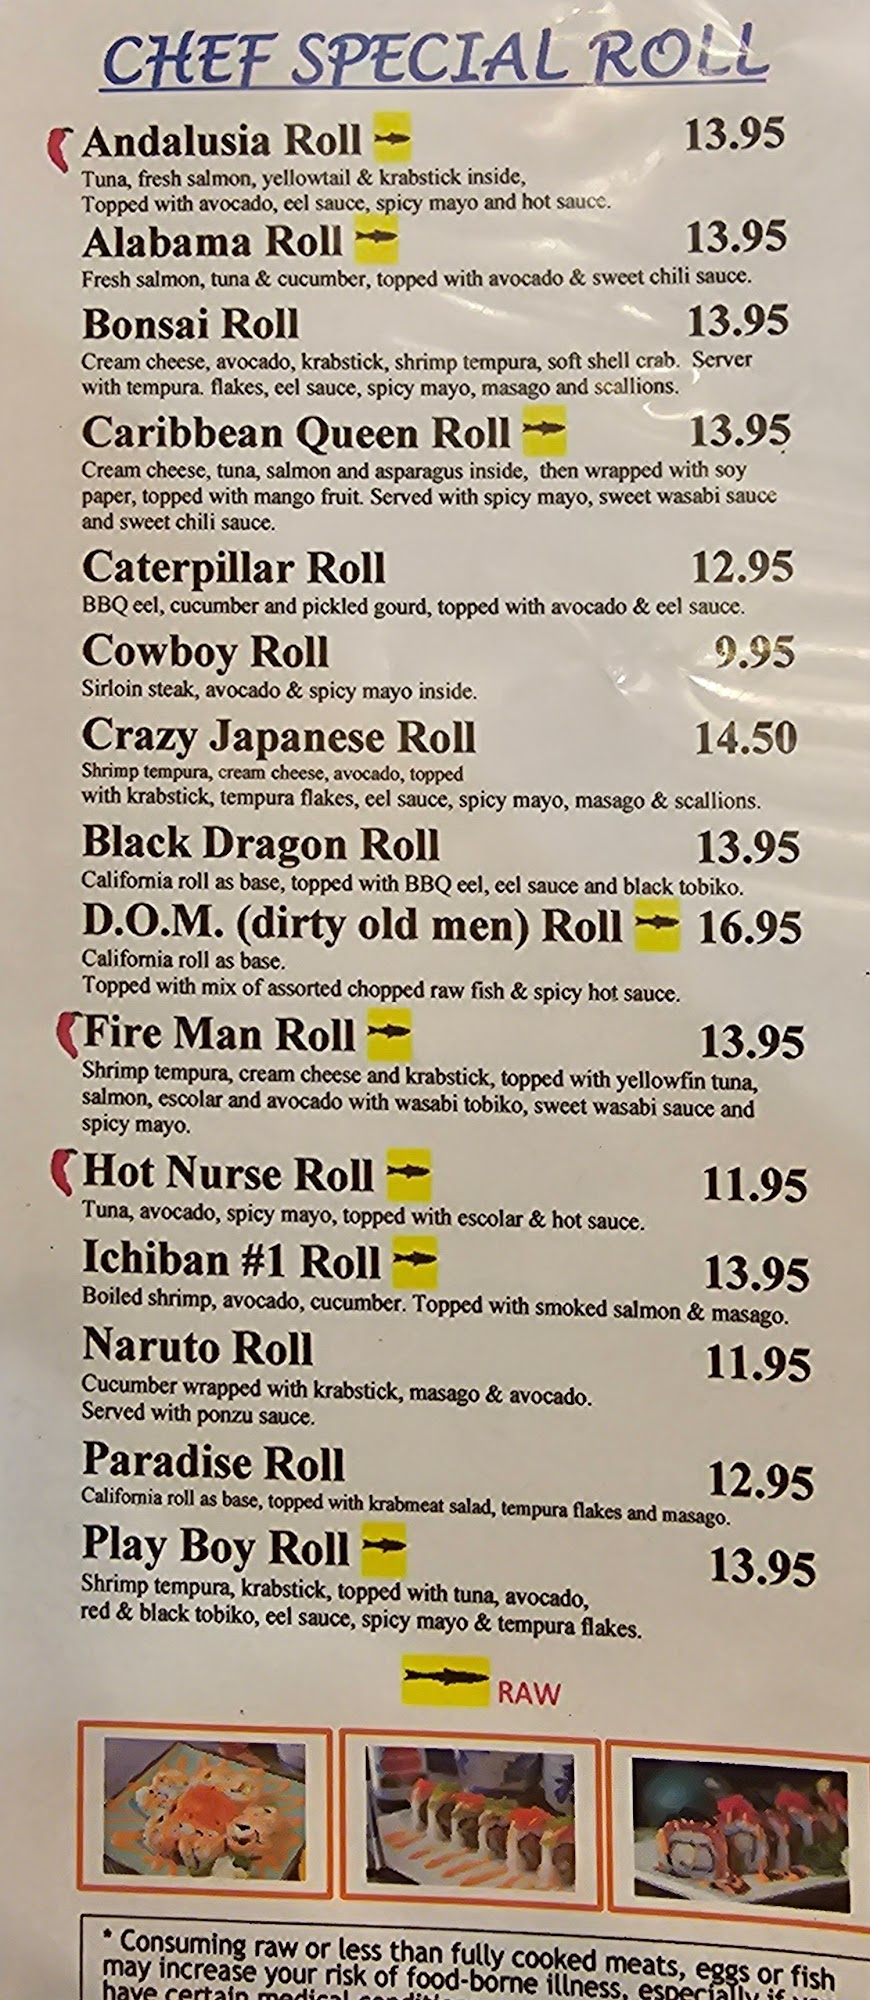 CHEF SPECIAL ROLL
Andalusia Roll 13.95
Tuna, fresh salmon, yellowtail & krabstick inside,
Topped with avocado, eel sauce, spicy mayo and hot sauce.
Alabama Roll 13.95
Fresh salmon, tuna & cucumber, topped with avocado & sweet chili sauce.
Bonsai Roll 13.95
Cream cheese, avocado, krabstick, shrimp tempura, soft shell crab. Server
with tempura. flakes, eel sauce, spicy mayo, masago and scallions.
Caribbean Queen Roll 13.95
Cream cheese, tuna, salmon and asparagus inside, then wrapped with soy
paper, topped with mango fruit. Served with spicy mayo, sweet wasabi sauce
and sweet chili sauce.
Caterpillar Roll 12.95
BBQ eel, cucumber and pickled gourd, topped with avocado & eel sauce.
Cowboy Roll 9.95
Sirloin steak, avocado & spicy mayo inside.
Crazy Japanese Roll 14.50
Shrimp tempura, cream cheese, avocado, topped
with krabstick, tempura flakes, eel sauce, spicy mayo, masago & scallions.
Black Dragon Roll 13.95
California roll as base, topped with BBQ eel, eel sauce and black tobiko.
D.O.M. (dirty old men) Roll 16.95
California roll as base.
Topped with mix of assorted chopped raw fish & spicy hot sauce.
Fire Man Roll 13.95
Shrimp tempura, cream cheese and krabstick, topped with yellowfin tuna,
salmon, escolar and avocado with wasabi tobiko, sweet wasabi sauce and
spicy mayo.
Hot Nurse Roll 11.95
Tuna, avocado, spicy mayo, topped with escolar & hot sauce.
Ichiban #1 Roll 13.95
Boiled shrimp, avocado, cucumber. Topped with smoked salmon & masago.
Naruto Roll 11.95
Cucumber wrapped with krabstick, masago & avocado.
Served with ponzu sauce.
Paradise Roll 12.95
California roll as base, topped with krabmeat salad, tempura flakes and masago.
Play Boy Roll 13.95
Shrimp tempura, krabstick, topped with tuna, avocado,
red & black tobiko, eel sauce, spicy mayo & tempura flakes.
RAW
* Consuming raw or less than fully cooked meats, eggs or fish
may increase your risk of food-borne illness, especially if
have certain medical